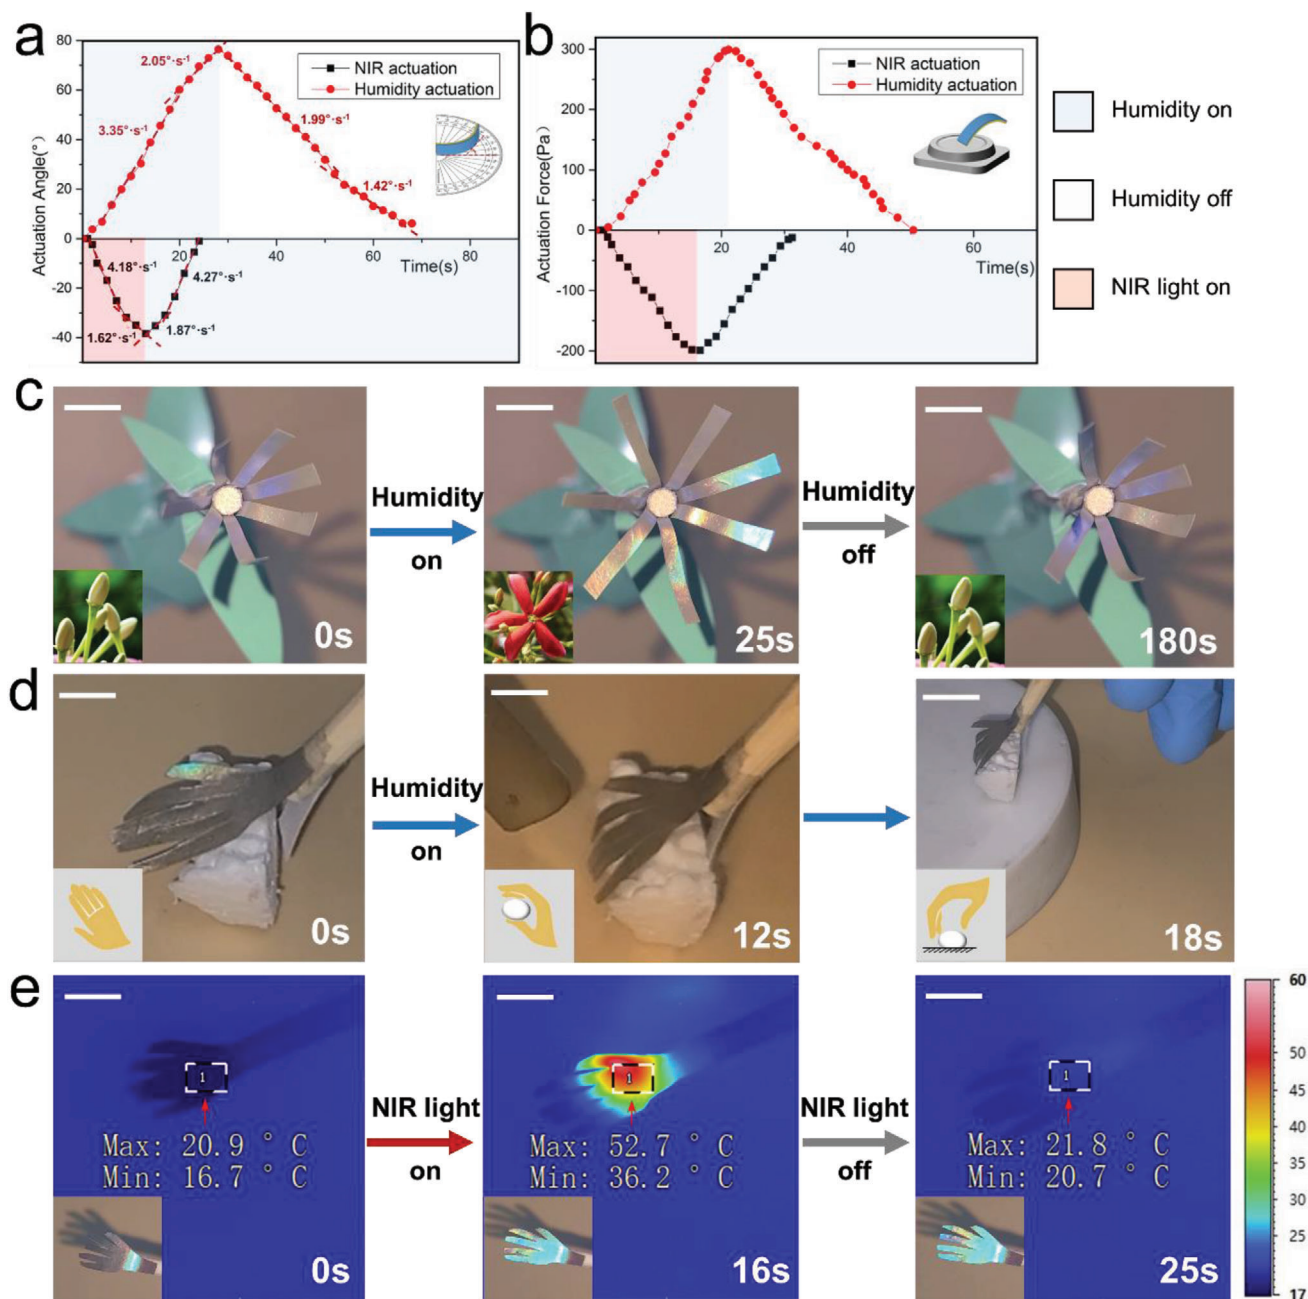 a
80
60
40
20
0
-20
-40
Actuation Angle(°)
NIR actuation
Humidity actuation
2.05°·s⁻¹
3.35°·s⁻¹
1.99°·s⁻¹
1.42°·s⁻¹
4.18°·s⁻¹
4.27°·s⁻¹
1.62°·s⁻¹
1.87°·s⁻¹
20
40
60
80
Time(s)
b
300
200
100
0
-100
-200
Actuation Force(Pa)
NIR actuation
Humidity actuation
20
40
60
Time(s)
Humidity on
Humidity off
NIR light on
c
0s
Humidity
on
25s
Humidity
off
180s
d
0s
Humidity
on
12s
18s
e
1
Max: 20.9 ° C
Min: 16.7 ° C
0s
NIR light
on
1
Max: 52.7 ° C
Min: 36.2 ° C
16s
NIR light
off
1
Max: 21.8 ° C
Min: 20.7 ° C
25s
60
50
45
40
35
30
25
17